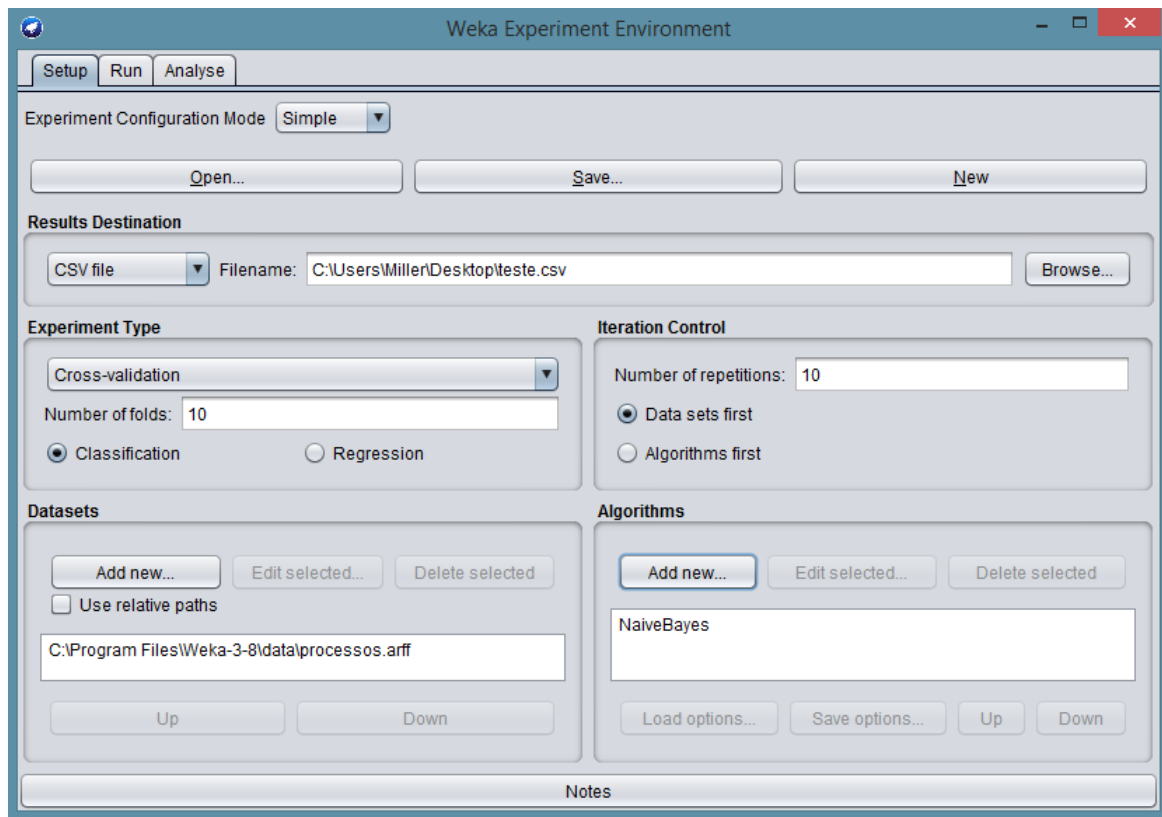 Weka Experiment Environment
Setup Run Analyse
Experiment Configuration Mode Simple
Open... Save... New
Results Destination
CSV file Filename: C:\Users\Miller\Desktop\teste.csv Browse...
Experiment Type Iteration Control
Cross-validation Number of repetitions: 10
Number of folds: 10 Data sets first
Classification Regression Algorithms first
Datasets Algorithms
Add new... Edit selected... Delete selected Add new... Edit selected... Delete selected
Use relative paths
C:\Program Files\Weka-3-8\data\processos.arff NaiveBayes
Up Down Load options... Save options... Up Down
Notes